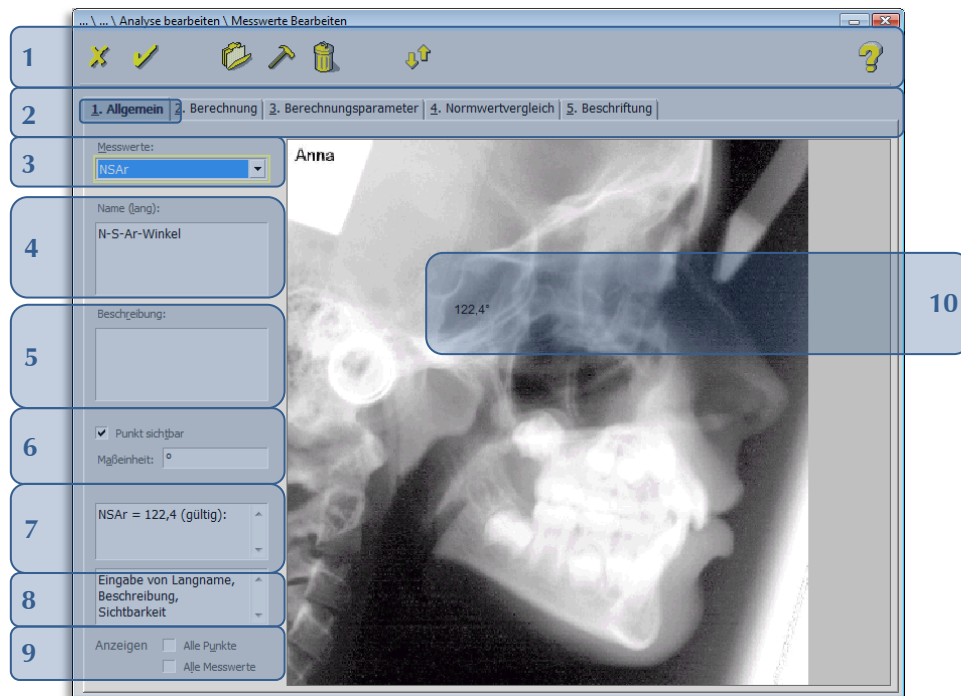 ... \ ... \ Analyse bearbeiten \ Messwerte Bearbeiten
1
2
1. Allgemein 2. Berechnung 3. Berechnungsparameter 4. Normwertvergleich 5. Beschriftung
3
Messwerte:
NSAr
Anna
4
Name (lang):
N-S-Ar-Winkel
10
122,4°
5
Beschreibung:
6
Punkt sichtbar
Maßeinheit: °
7
NSAr = 122,4 (gültig):
8
Eingabe von Langname,
Beschreibung,
Sichtbarkeit
9
Anzeigen Alle Punkte
Alle Messwerte